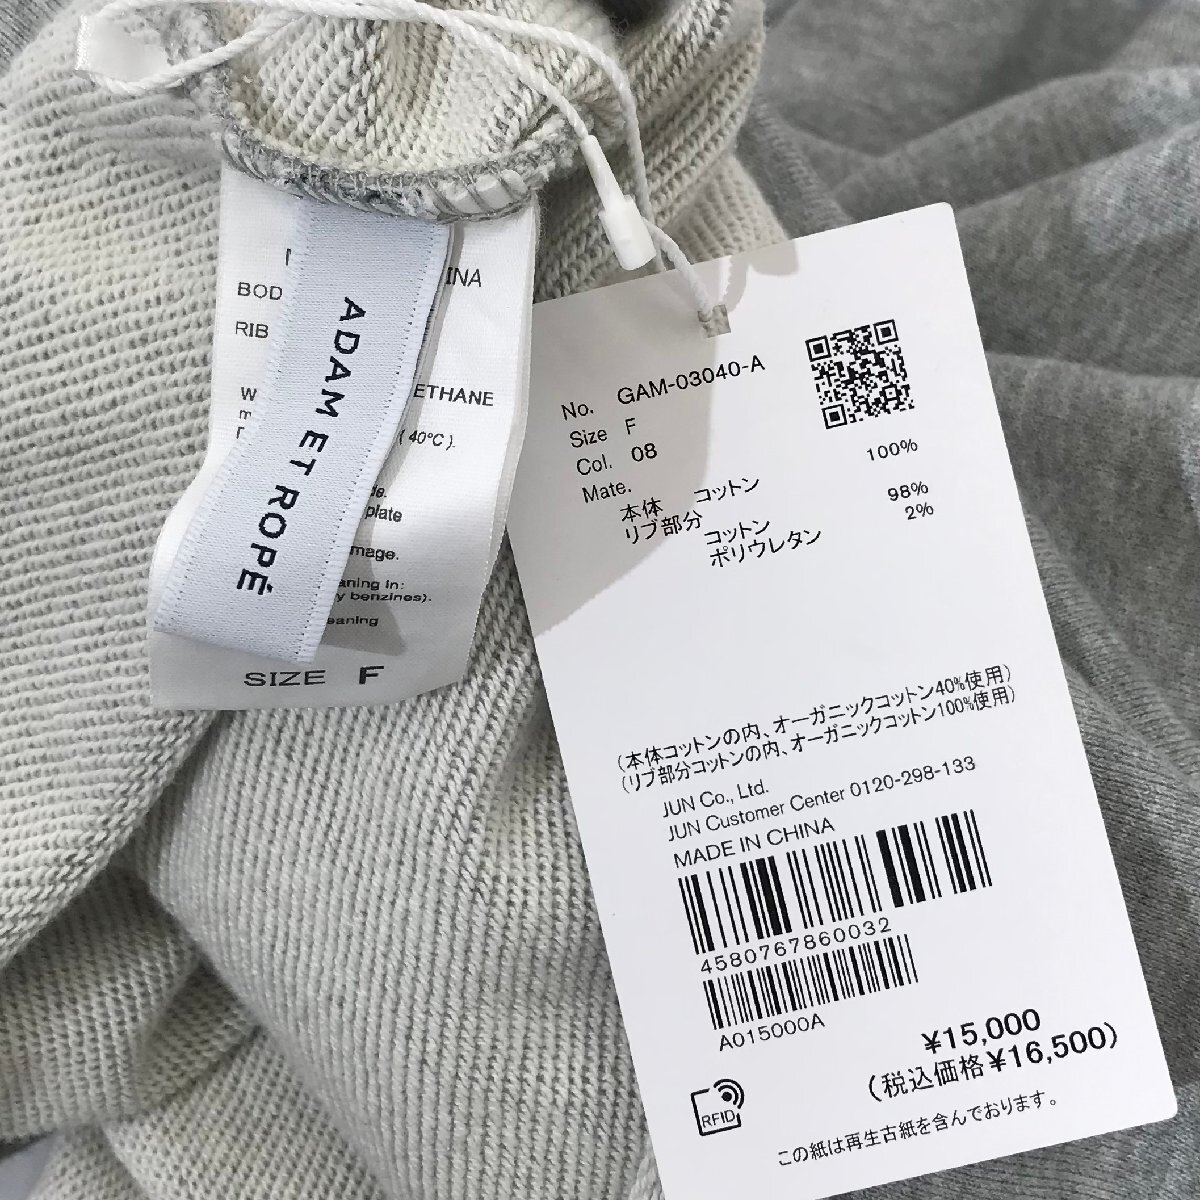 INA
BOD
RIB
ETHANE
(40℃).
de.
plate
mage.
aning in:
y benzines).
eaning
SIZE F
ADAM ET ROPÉ
No. GAM-03040-A
Size F
Col. 08
Mate.
本体 コットン 100%
リブ部分
コットン 98%
ポリウレタン 2%
(本体コットンの内、オーガニックコットン40%使用)
(リブ部分コットンの内、オーガニックコットン100%使用)
JUN Co., Ltd.
JUN Customer Center 0120-298-133
MADE IN CHINA
4580767860032
A015000A
¥15,000
(税込価格¥16,500)
RFID
この紙は再生古紙を含んでおります。